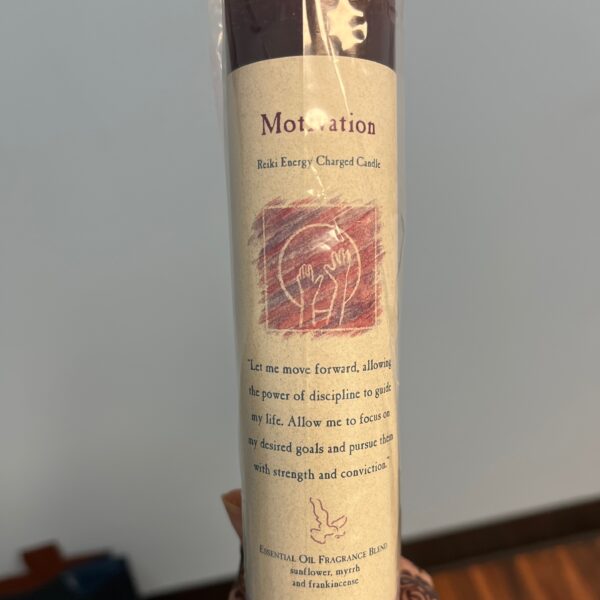 Motivation
Reiki Energy Charged Candle
"Let me move forward, allowing
the power of discipline to guide
my life. Allow me to focus on
my desired goals and pursue them
with strength and conviction."
ESSENTIAL OIL FRAGRANCE BLEND
sunflower, myrrh
and frankincense